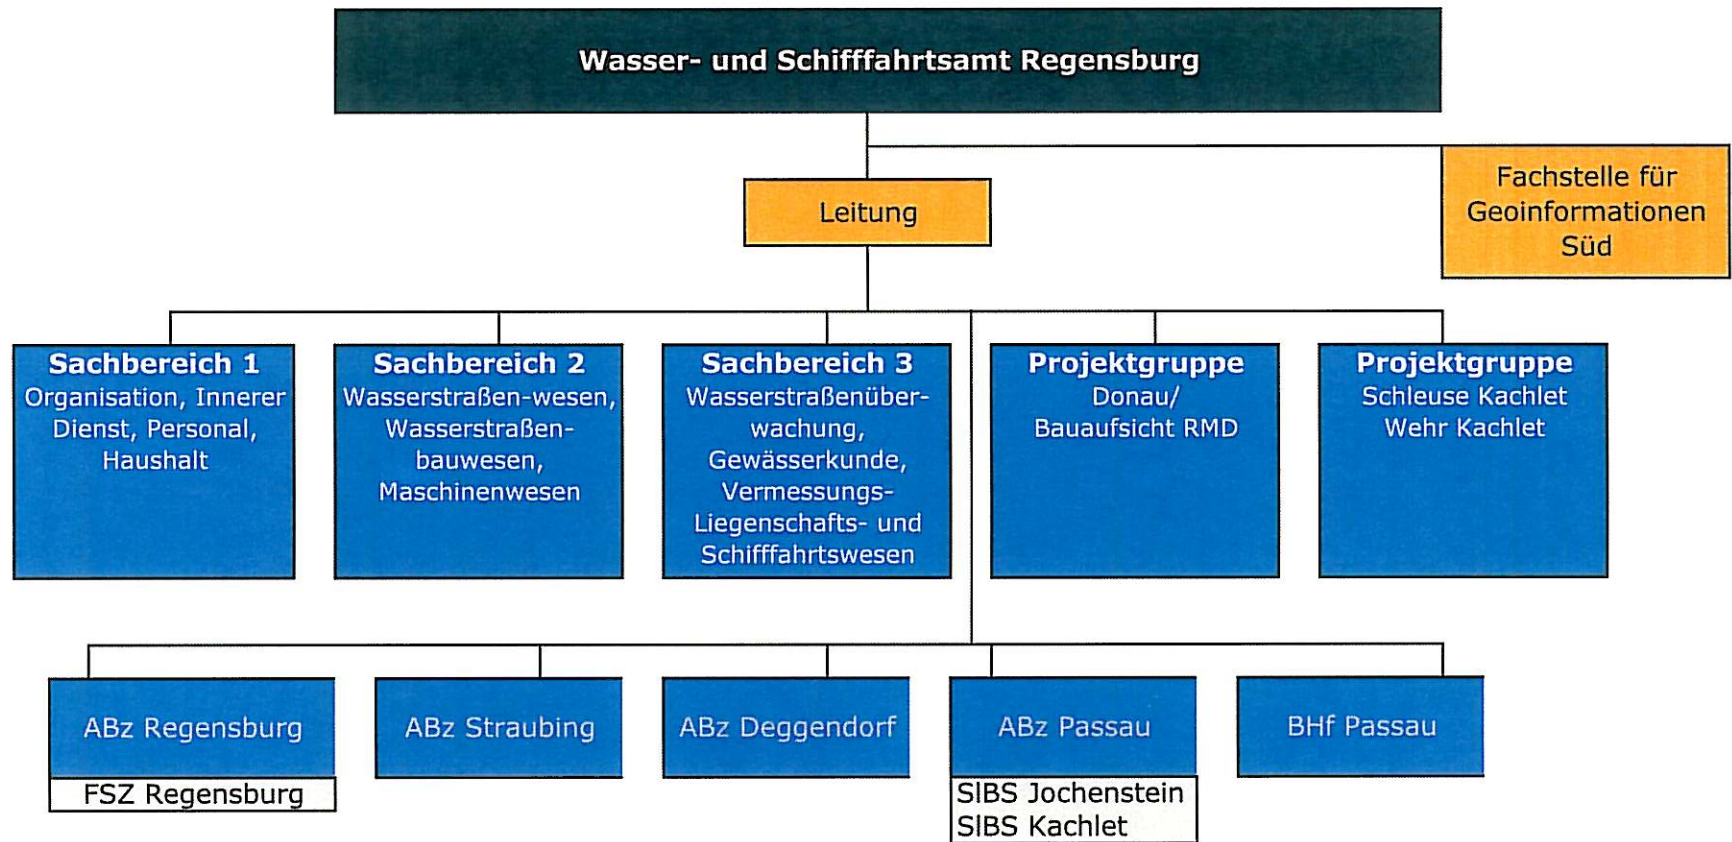 Wasser- und Schifffahrtsamt Regensburg
Leitung
Fachstelle für
Geoinformationen
Süd
Sachbereich 1
Organisation, Innerer
Dienst, Personal,
Haushalt
Sachbereich 2
Wasserstraßen-wesen,
Wasserstraßen-
bauwesen,
Maschinenwesen
Sachbereich 3
Wasserstraßenüber-
wachung,
Gewässerkunde,
Vermessungs-
Liegenschafts- und
Schifffahrtswesen
Projektgruppe
Donau/
Bauaufsicht RMD
Projektgruppe
Schleuse Kachlet
Wehr Kachlet
ABz Regensburg
FSZ Regensburg
ABz Straubing
ABz Deggendorf
ABz Passau
SlBS Jochenstein
SlBS Kachlet
BHf Passau